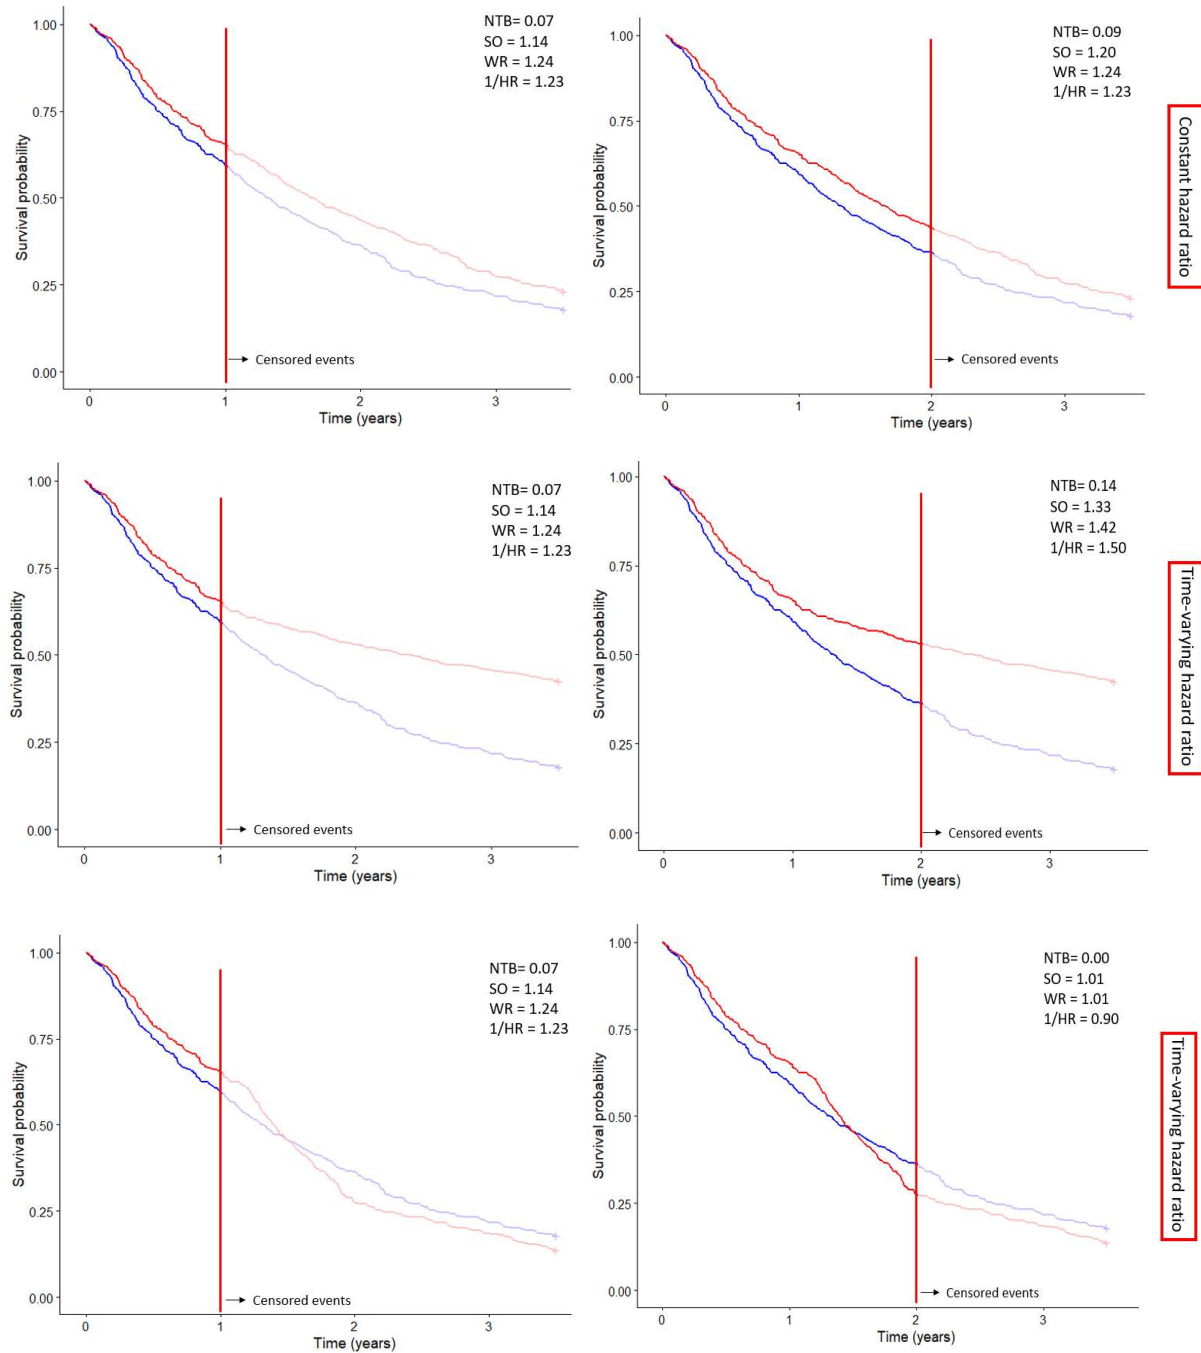 NTB= 0.07
SO = 1.14
WR = 1.24
1/HR = 1.23
1.00
0.75
0.50
0.25
0.00
Survival probability
Censored events
0 1 2 3
Time (years)
NTB= 0.09
SO = 1.20
WR = 1.24
1/HR = 1.23
1.00
0.75
0.50
0.25
0.00
Survival probability
Censored events
0 1 2 3
Time (years)
Constant hazard ratio
NTB= 0.07
SO = 1.14
WR = 1.24
1/HR = 1.23
1.00
0.75
0.50
0.25
0.00
Survival probability
Censored events
0 1 2 3
Time (years)
NTB= 0.14
SO = 1.33
WR = 1.42
1/HR = 1.50
1.00
0.75
0.50
0.25
0.00
Survival probability
Censored events
0 1 2 3
Time (years)
Time-varying hazard ratio
NTB= 0.07
SO = 1.14
WR = 1.24
1/HR = 1.23
1.00
0.75
0.50
0.25
0.00
Survival probability
Censored events
0 1 2 3
Time (years)
NTB= 0.00
SO = 1.01
WR = 1.01
1/HR = 0.90
1.00
0.75
0.50
0.25
0.00
Survival probability
Censored events
0 1 2 3
Time (years)
Time-varying hazard ratio